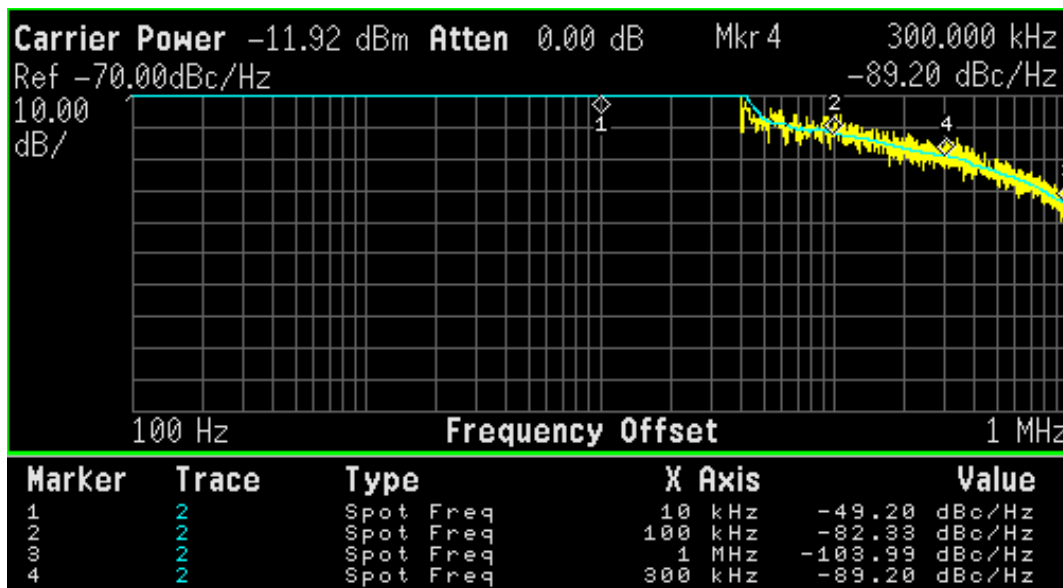 Carrier Power -11.92 dBm Atten 0.00 dB Mkr 4 300.000 kHz
Ref -70.00dBc/Hz -89.20 dBc/Hz
10.00
dB/
1
2
4
100 Hz Frequency Offset 1 MHz
Marker Trace Type X Axis Value
1 2 Spot Freq 10 kHz -49.20 dBc/Hz
2 2 Spot Freq 100 kHz -82.33 dBc/Hz
3 2 Spot Freq 1 MHz -103.99 dBc/Hz
4 2 Spot Freq 300 kHz -89.20 dBc/Hz